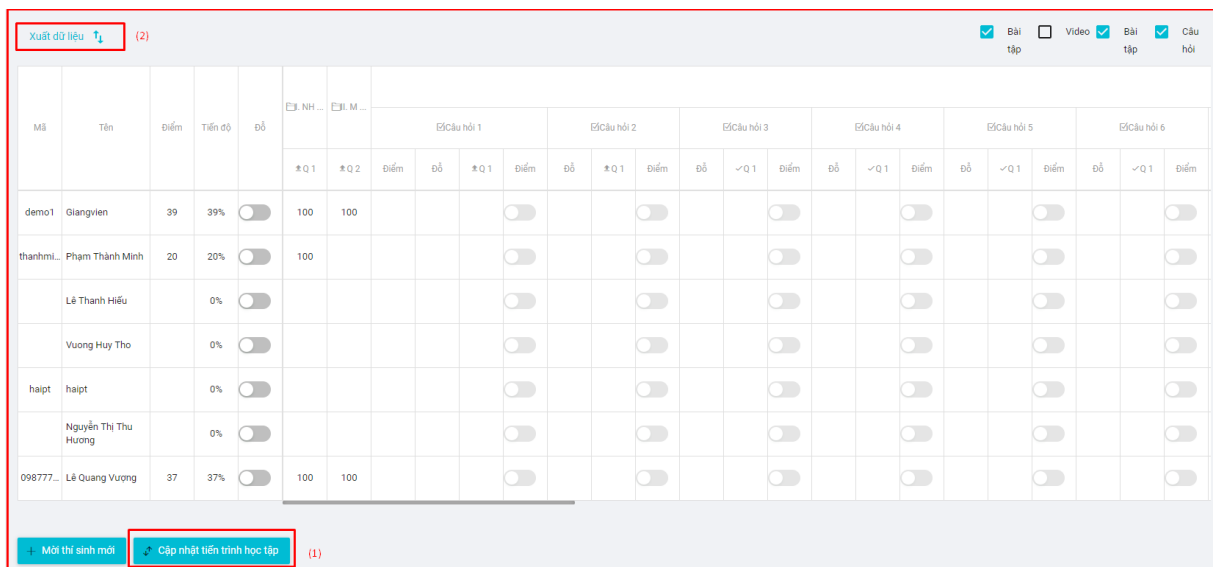 Xuất dữ liệu (2)
Bài tập Video Bài tập Câu hỏi
Mã Tên Điểm Tiến độ Đỗ I. NH ... II. M ...
Câu hỏi 1 Câu hỏi 2 Câu hỏi 3 Câu hỏi 4 Câu hỏi 5 Câu hỏi 6
Q 1 Q 2 Điểm Đỗ Q 1 Điểm Đỗ Q 1 Điểm Đỗ Q 1 Điểm Đỗ Q 1 Điểm Đỗ Q 1 Điểm Đỗ Q 1 Điểm
demo1 Giangvien 39 39% 100 100
thanhmi... Phạm Thành Minh 20 20% 100
Lê Thanh Hiếu 0%
Vuong Huy Tho 0%
haipt haipt 0%
Nguyễn Thị Thu
Hương 0%
098777... Lê Quang Vượng 37 37% 100 100
+ Mời thí sinh mới Cập nhật tiến trình học tập (1)